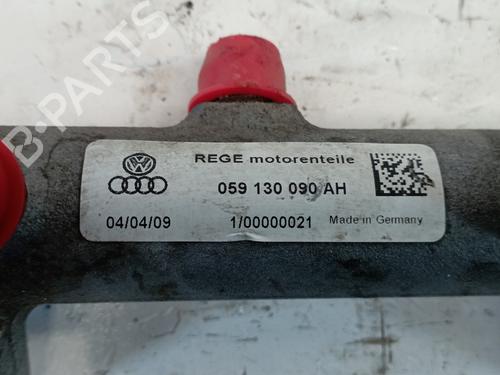 B-PARTS
REGE motorenteile
059 130 090 AH
04/04/09
1/00000021
Made in Germany